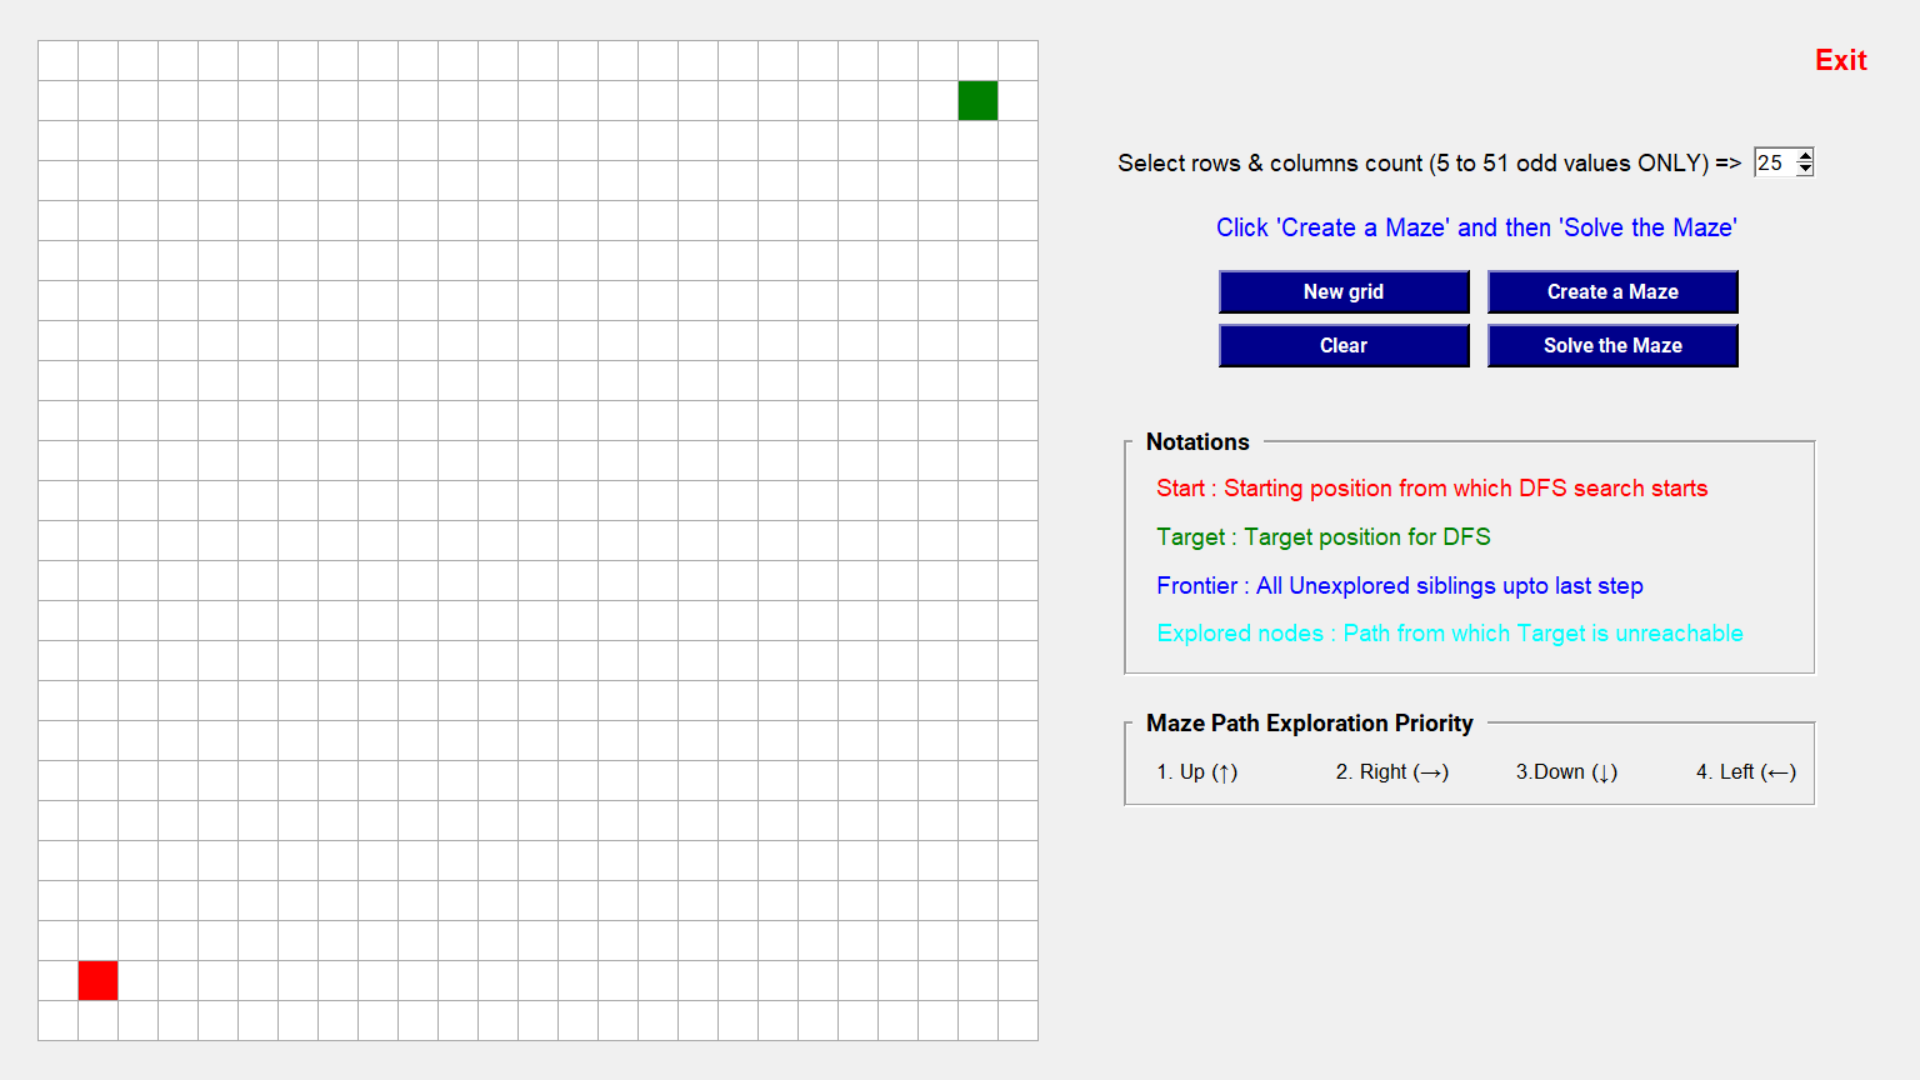 Exit
Select rows & columns count (5 to 51 odd values ONLY) => 25
Click 'Create a Maze' and then 'Solve the Maze'
New grid Create a Maze
Clear Solve the Maze
Notations
Start : Starting position from which DFS search starts
Target : Target position for DFS
Frontier : All Unexplored siblings upto last step
Explored nodes : Path from which Target is unreachable
Maze Path Exploration Priority
1. Up (↑) 2. Right (→) 3.Down (↓) 4. Left (←)